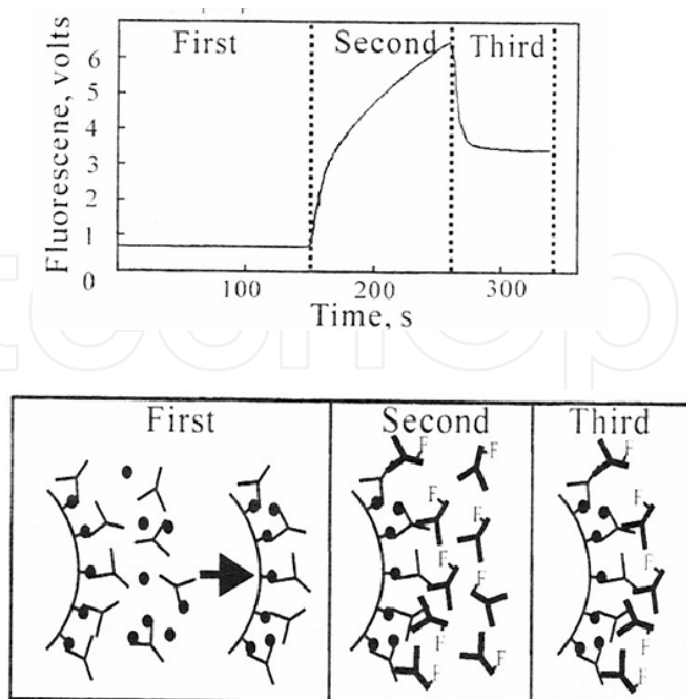 First Second Third
Fluorescene, volts
6
5
4
3
2
1
0
100 200 300
Time, s
First Second Third
F F
F F
F F
F
F F
F
F
F
F